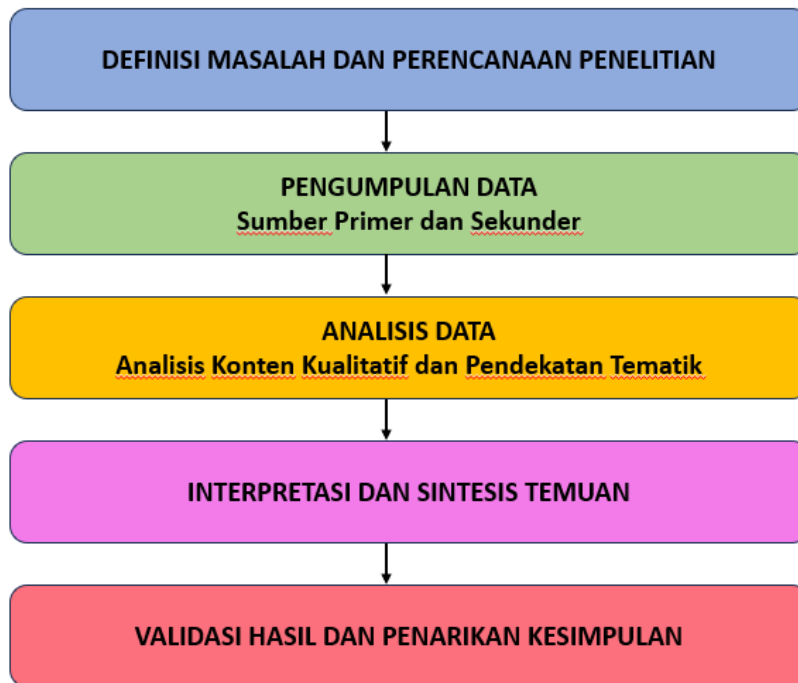 DEFINISI MASALAH DAN PERENCANAAN PENELITIAN
PENGUMPULAN DATA
Sumber Primer dan Sekunder
ANALISIS DATA
Analisis Konten Kualitatif dan Pendekatan Tematik
INTERPRETASI DAN SINTESIS TEMUAN
VALIDASI HASIL DAN PENARIKAN KESIMPULAN